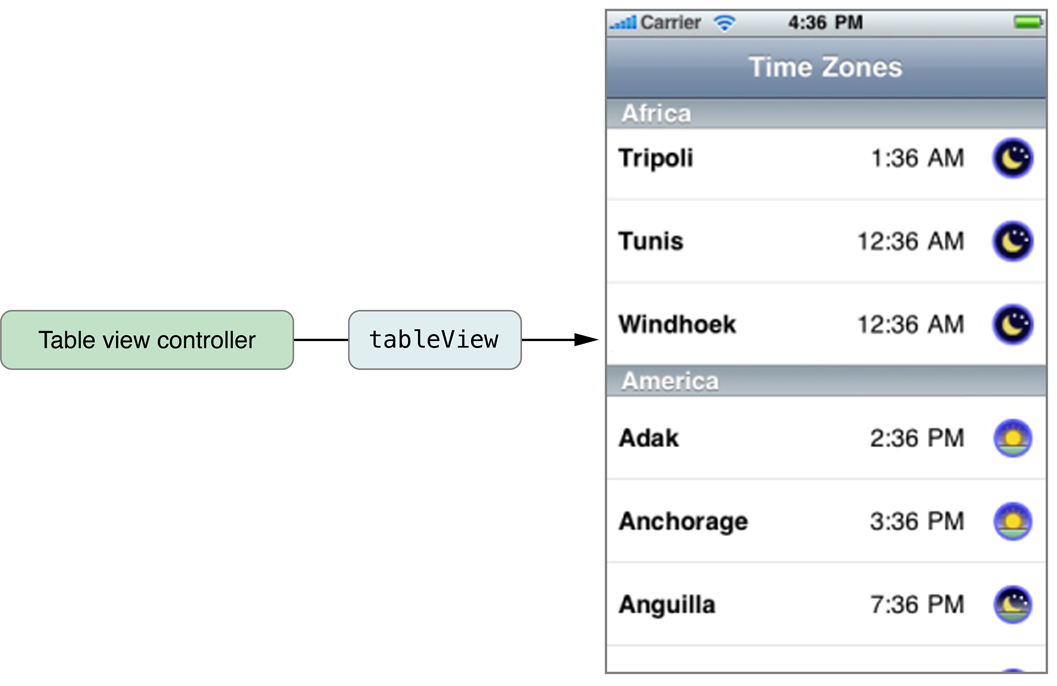 Table view controller
tableView
Carrier 4:36 PM
Time Zones
Africa
Tripoli 1:36 AM
Tunis 12:36 AM
Windhoek 12:36 AM
America
Adak 2:36 PM
Anchorage 3:36 PM
Anguilla 7:36 PM